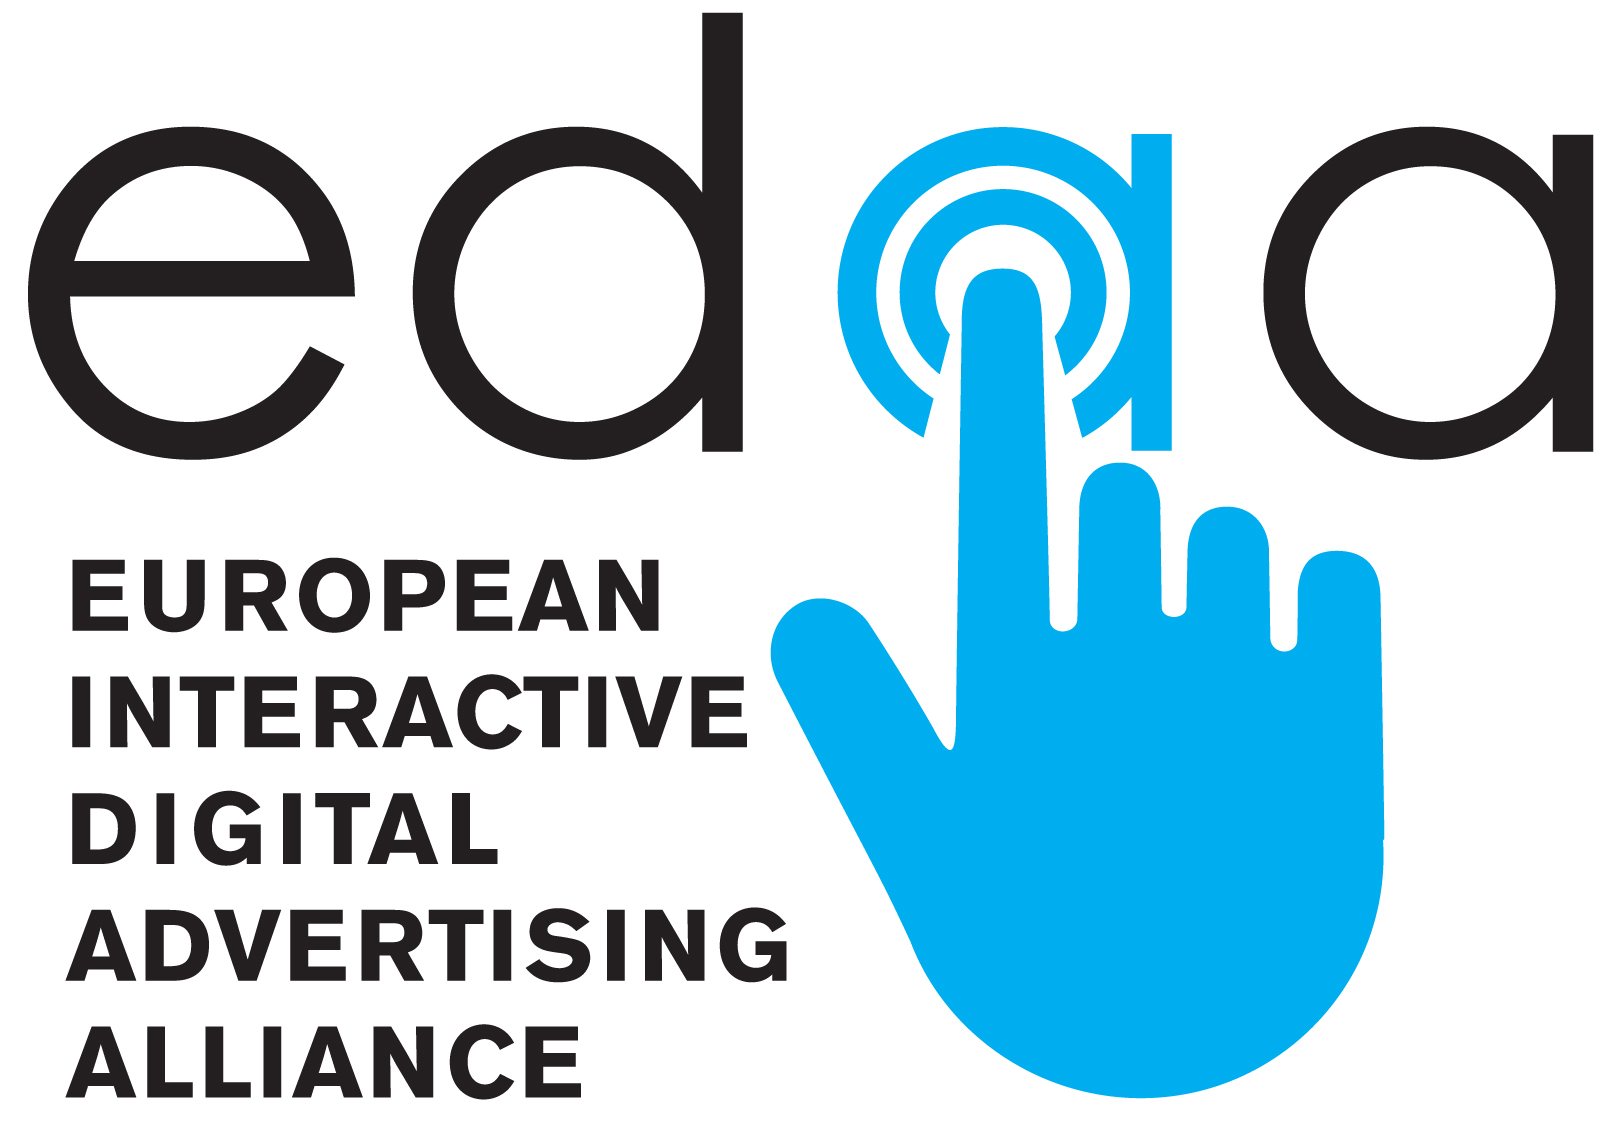 edaa
EUROPEAN
INTERACTIVE
DIGITAL
ADVERTISING
ALLIANCE